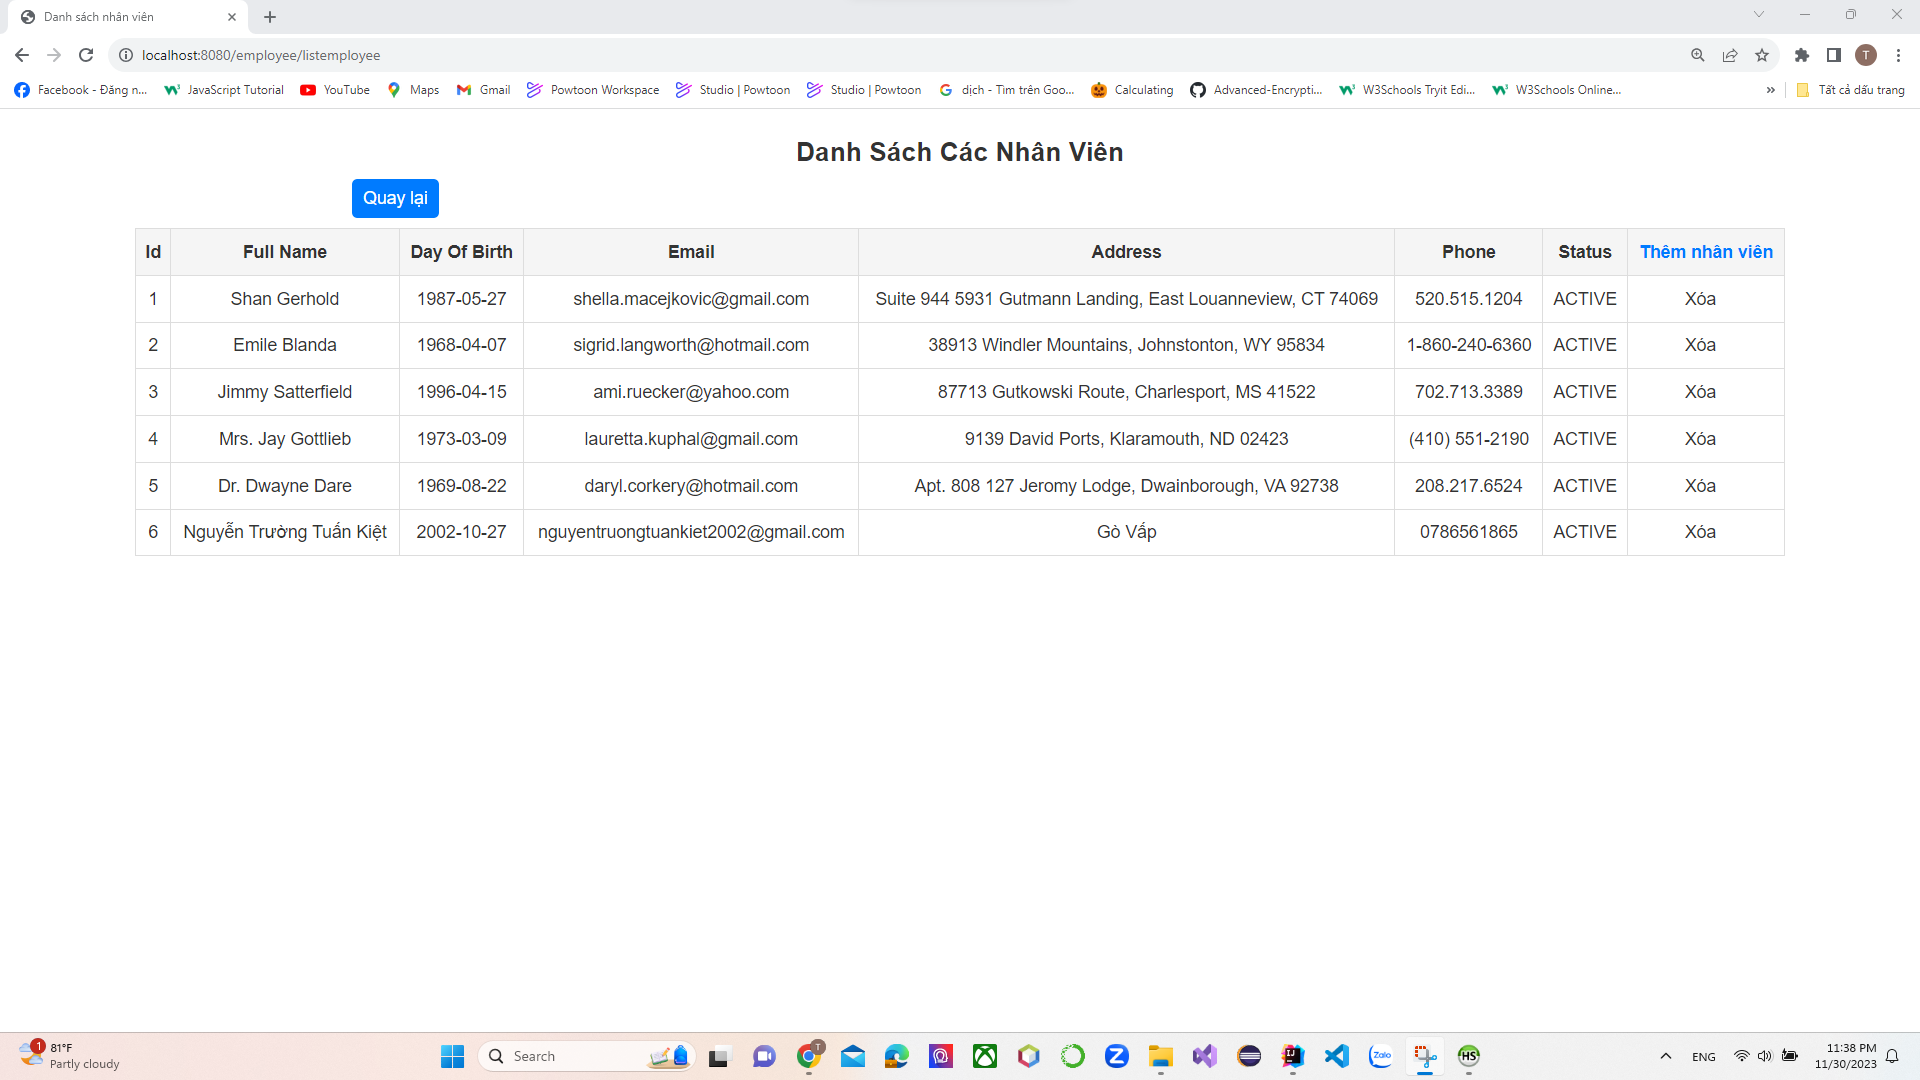 Danh sách nhân viên
localhost:8080/employee/listemployee
T
Facebook - Đăng n... JavaScript Tutorial YouTube Maps Gmail Powtoon Workspace Studio | Powtoon Studio | Powtoon dịch - Tìm trên Goo... Calculating Advanced-Encrypti... W3Schools Tryit Edi... W3Schools Online... » Tất cả dấu trang
Danh Sách Các Nhân Viên
Quay lại
Id Full Name Day Of Birth Email Address Phone Status Thêm nhân viên
1 Shan Gerhold 1987-05-27 shella.macejkovic@gmail.com Suite 944 5931 Gutmann Landing, East Louanneview, CT 74069 520.515.1204 ACTIVE Xóa
2 Emile Blanda 1968-04-07 sigrid.langworth@hotmail.com 38913 Windler Mountains, Johnstonton, WY 95834 1-860-240-6360 ACTIVE Xóa
3 Jimmy Satterfield 1996-04-15 ami.ruecker@yahoo.com 87713 Gutkowski Route, Charlesport, MS 41522 702.713.3389 ACTIVE Xóa
4 Mrs. Jay Gottlieb 1973-03-09 lauretta.kuphal@gmail.com 9139 David Ports, Klaramouth, ND 02423 (410) 551-2190 ACTIVE Xóa
5 Dr. Dwayne Dare 1969-08-22 daryl.corkery@hotmail.com Apt. 808 127 Jeromy Lodge, Dwainborough, VA 92738 208.217.6524 ACTIVE Xóa
6 Nguyễn Trường Tuấn Kiệt 2002-10-27 nguyentruongtuankiet2002@gmail.com Gò Vấp 0786561865 ACTIVE Xóa
1 81°F
Partly cloudy
Search
T
Zalo
HS
ENG
11:38 PM
11/30/2023